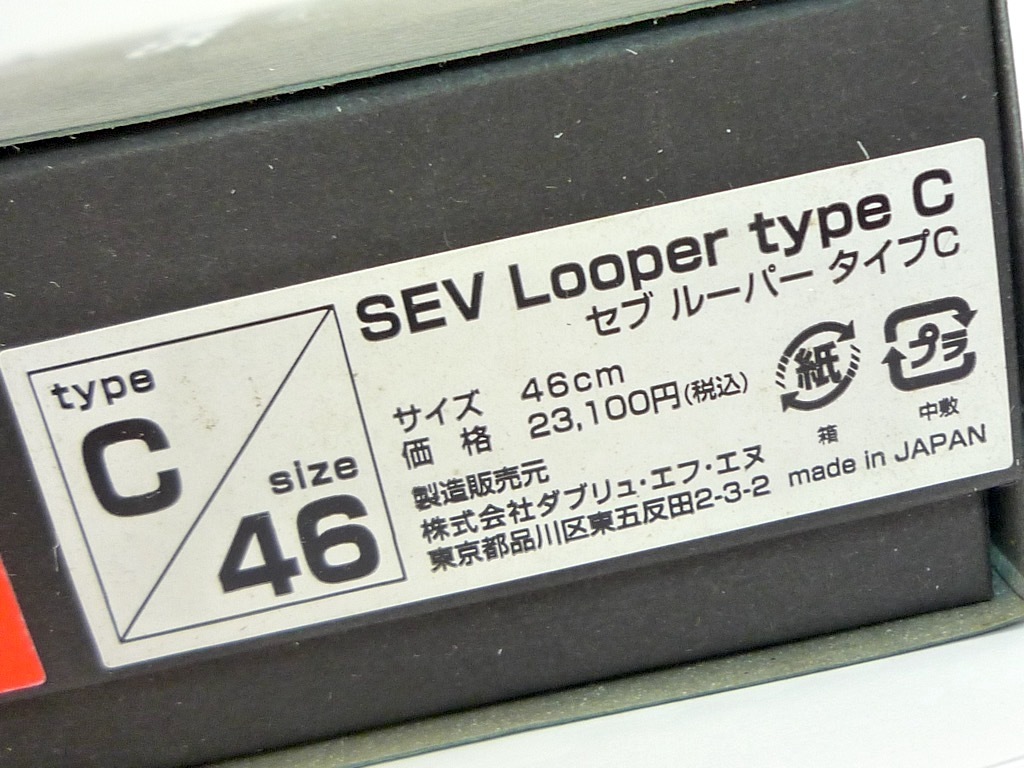 type
C
size
46
SEV Looper type C
セブ ルーパー タイプC
サイズ 46cm
価格 23,100円(税込)
製造販売元
株式会社ダブリュ・エフ・エヌ
東京都品川区東五反田2-3-2
紙
箱
プラ
中敷
made in JAPAN